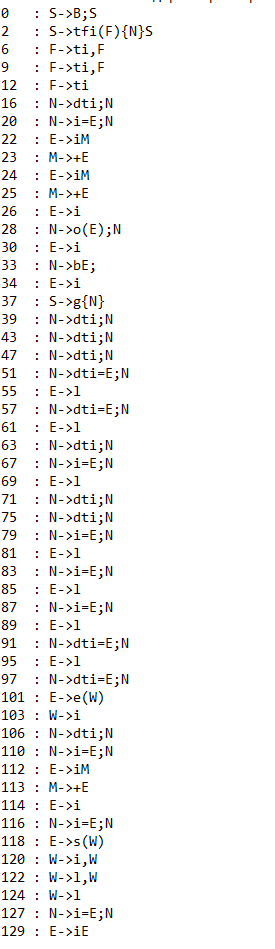 0 : S->B;S
2 : S->tfi(F){N}S
6 : F->ti,F
9 : F->ti,F
12 : F->ti
16 : N->dti;N
20 : N->i=E;N
22 : E->iM
23 : M->+E
24 : E->iM
25 : M->+E
26 : E->i
28 : N->o(E);N
30 : E->i
33 : N->bE;
34 : E->i
37 : S->g{N}
39 : N->dti;N
43 : N->dti;N
47 : N->dti;N
51 : N->dti=E;N
55 : E->l
57 : N->dti=E;N
61 : E->l
63 : N->dti;N
67 : N->i=E;N
69 : E->l
71 : N->dti;N
75 : N->dti;N
79 : N->i=E;N
81 : E->l
83 : N->i=E;N
85 : E->l
87 : N->i=E;N
89 : E->l
91 : N->dti=E;N
95 : E->l
97 : N->dti=E;N
101 : E->e(W)
103 : W->i
106 : N->dti;N
110 : N->i=E;N
112 : E->iM
113 : M->+E
114 : E->i
116 : N->i=E;N
118 : E->s(W)
120 : W->i,W
122 : W->l,W
124 : W->l
127 : N->i=E;N
129 : E->iE